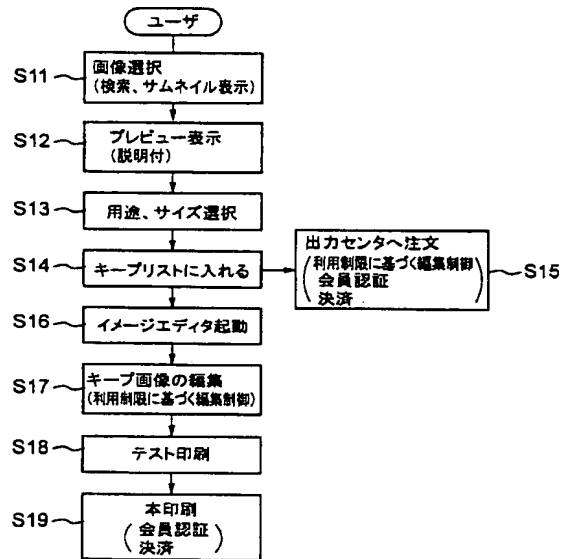 ユーザ
S11
画像選択
(検索、サムネイル表示)
S12
プレビュー表示
(説明付)
S13
用途、サイズ選択
S14
キープリストに入れる
出力センタへ注文
(利用制限に基づく編集制御
会員認証
決済)
S15
S16
イメージエディタ起動
S17
キープ画像の編集
(利用制限に基づく編集制御)
S18
テスト印刷
S19
本印刷
(会員認証
決済)